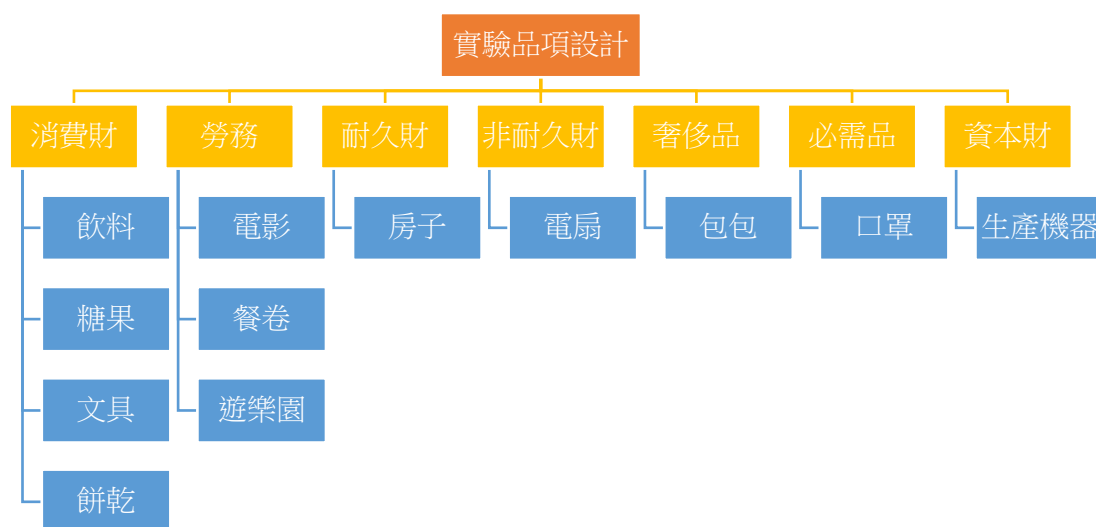 實驗品項設計
消費財
勞務
耐久財
非耐久財
奢侈品
必需品
資本財
飲料
電影
房子
電扇
包包
口罩
生產機器
糖果
餐卷
文具
遊樂園
餅乾